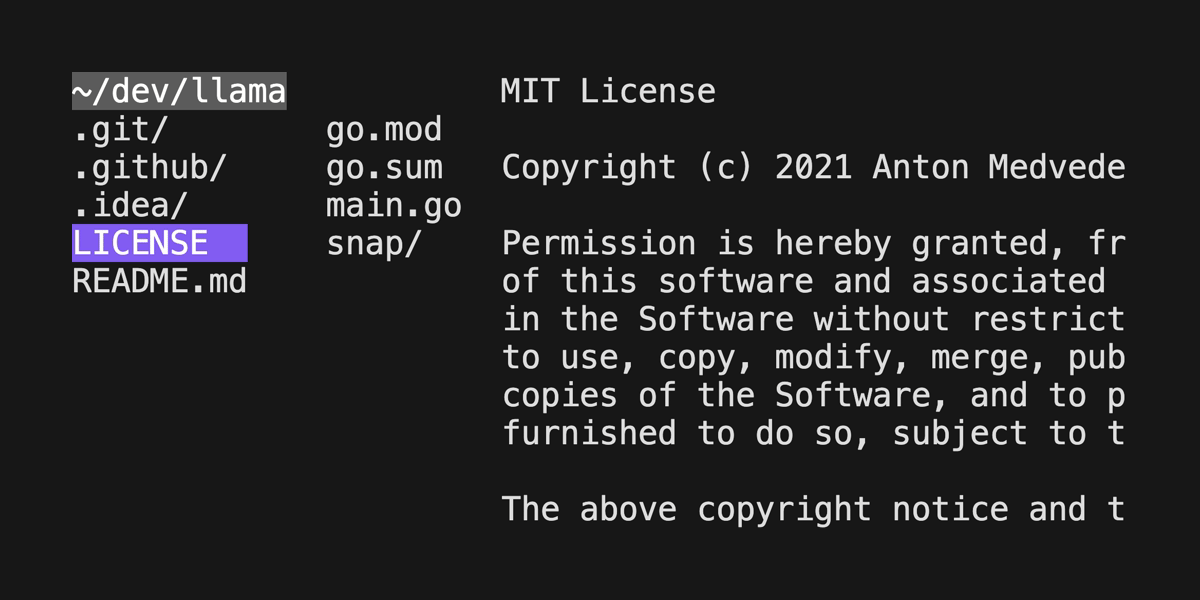 ~/dev/llama
.git/
.github/
.idea/
LICENSE
README.md
go.mod
go.sum
main.go
snap/
MIT License
Copyright (c) 2021 Anton Medvede
Permission is hereby granted, fr
of this software and associated
in the Software without restrict
to use, copy, modify, merge, pub
copies of the Software, and to p
furnished to do so, subject to t
The above copyright notice and t